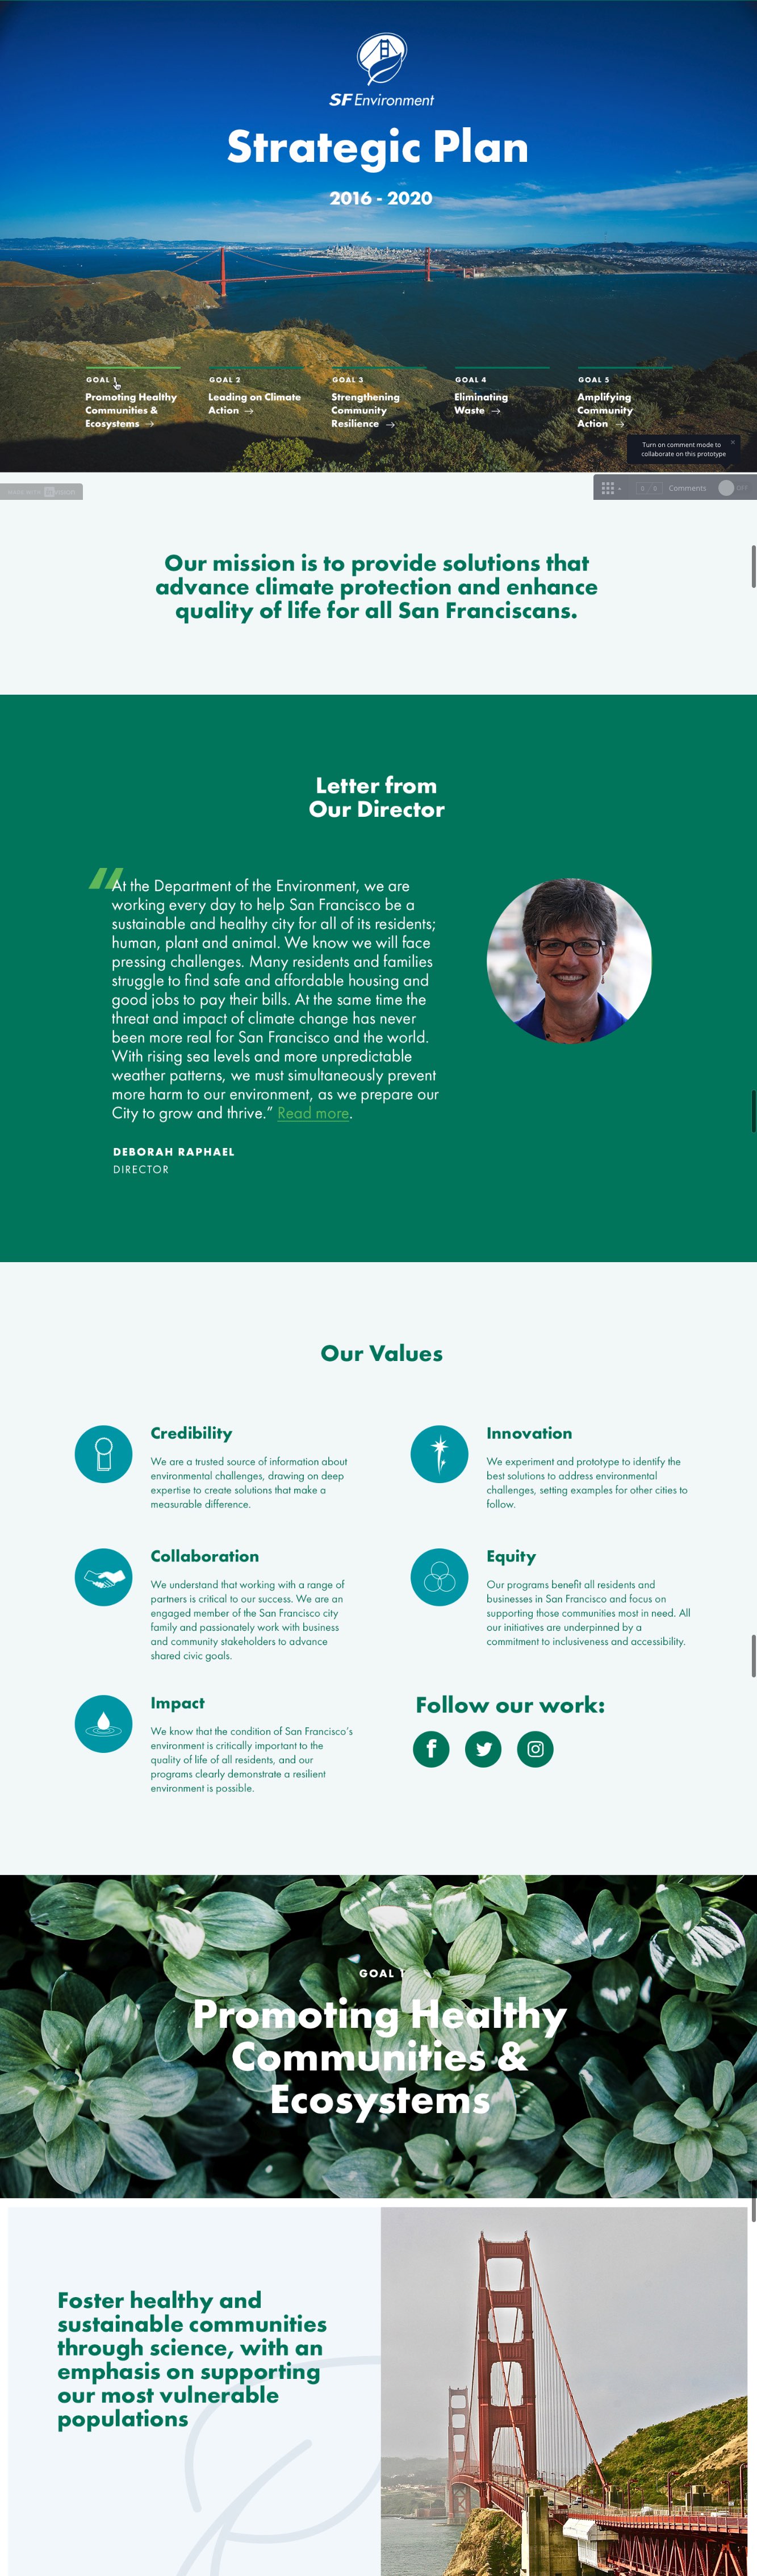 SF Environment
Strategic Plan
2016 - 2020
GOAL 1
Promoting Healthy
Communities &
Ecosystems →
GOAL 2
Leading on Climate
Action →
GOAL 3
Strengthening
Community
Resilience →
GOAL 4
Eliminating
Waste →
GOAL 5
Amplifying
Community
Action →
Turn on comment mode to
collaborate on this prototype
0 / 0 Comments
Our mission is to provide solutions that
advance climate protection and enhance
quality of life for all San Franciscans.
Letter from
Our Director
At the Department of the Environment, we are
working every day to help San Francisco be a
sustainable and healthy city for all of its residents;
human, plant and animal. We know we will face
pressing challenges. Many residents and families
struggle to find safe and affordable housing and
good jobs to pay their bills. At the same time the
threat and impact of climate change has never
been more real for San Francisco and the world.
With rising sea levels and more unpredictable
weather patterns, we must simultaneously prevent
more harm to our environment, as we prepare our
City to grow and thrive.” Read more.
DEBORAH RAPHAEL
DIRECTOR
Our Values
Credibility
We are a trusted source of information about
environmental challenges, drawing on deep
expertise to create solutions that make a
measurable difference.
Innovation
We experiment and prototype to identify the
best solutions to address environmental
challenges, setting examples for other cities to
follow.
Collaboration
We understand that working with a range of
partners is critical to our success. We are an
engaged member of the San Francisco city
family and passionately work with business
and community stakeholders to advance
shared civic goals.
Equity
Our programs benefit all residents and
businesses in San Francisco and focus on
supporting those communities most in need. All
our initiatives are underpinned by a
commitment to inclusiveness and accessibility.
Impact
We know that the condition of San Francisco’s
environment is critically important to the
quality of life of all residents, and our
programs clearly demonstrate a resilient
environment is possible.
Follow our work:
GOAL 1
Promoting Healthy
Communities &
Ecosystems
Foster healthy and
sustainable communities
through science, with an
emphasis on supporting
our most vulnerable
populations